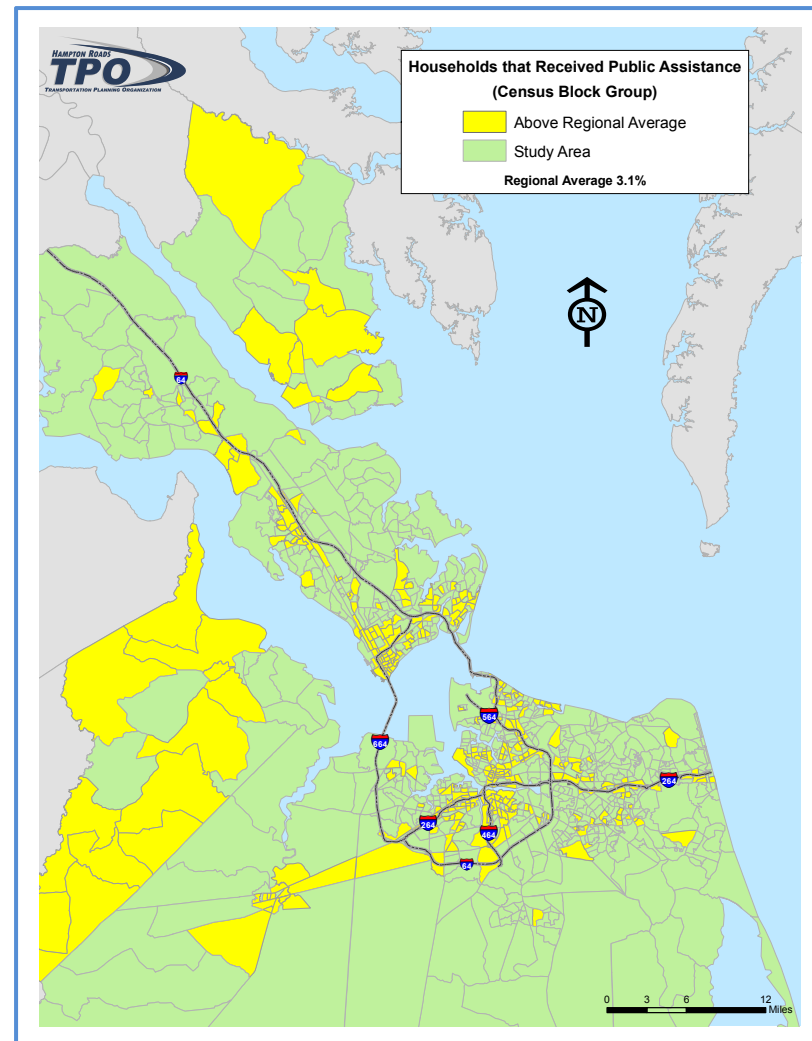 HAMPTON ROADS
TPO
TRANSPORTATION PLANNING ORGANIZATION
Households that Received Public Assistance
(Census Block Group)
Above Regional Average
Study Area
Regional Average 3.1%
N
64
564
664
264
264
464
64
0 3 6 12
Miles